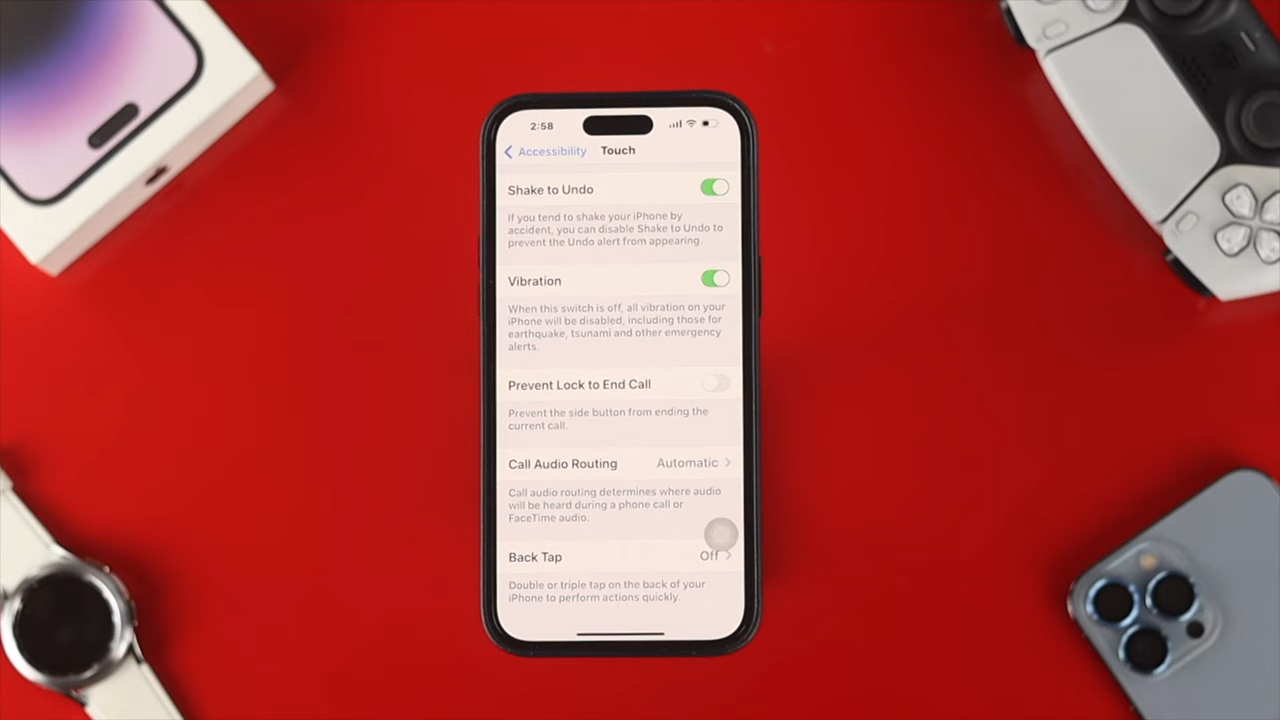 2:58
Accessibility Touch
Shake to Undo
If you tend to shake your iPhone by
accident, you can disable Shake to Undo to
prevent the Undo alert from appearing.
Vibration
When this switch is off, all vibration on your
iPhone will be disabled, including those for
earthquake, tsunami and other emergency
alerts.
Prevent Lock to End Call
Prevent the side button from ending the
current call.
Call Audio Routing Automatic
Call audio routing determines where audio
will be heard during a phone call or
FaceTime audio.
Back Tap Off
Double or triple tap on the back of your
iPhone to perform actions quickly.